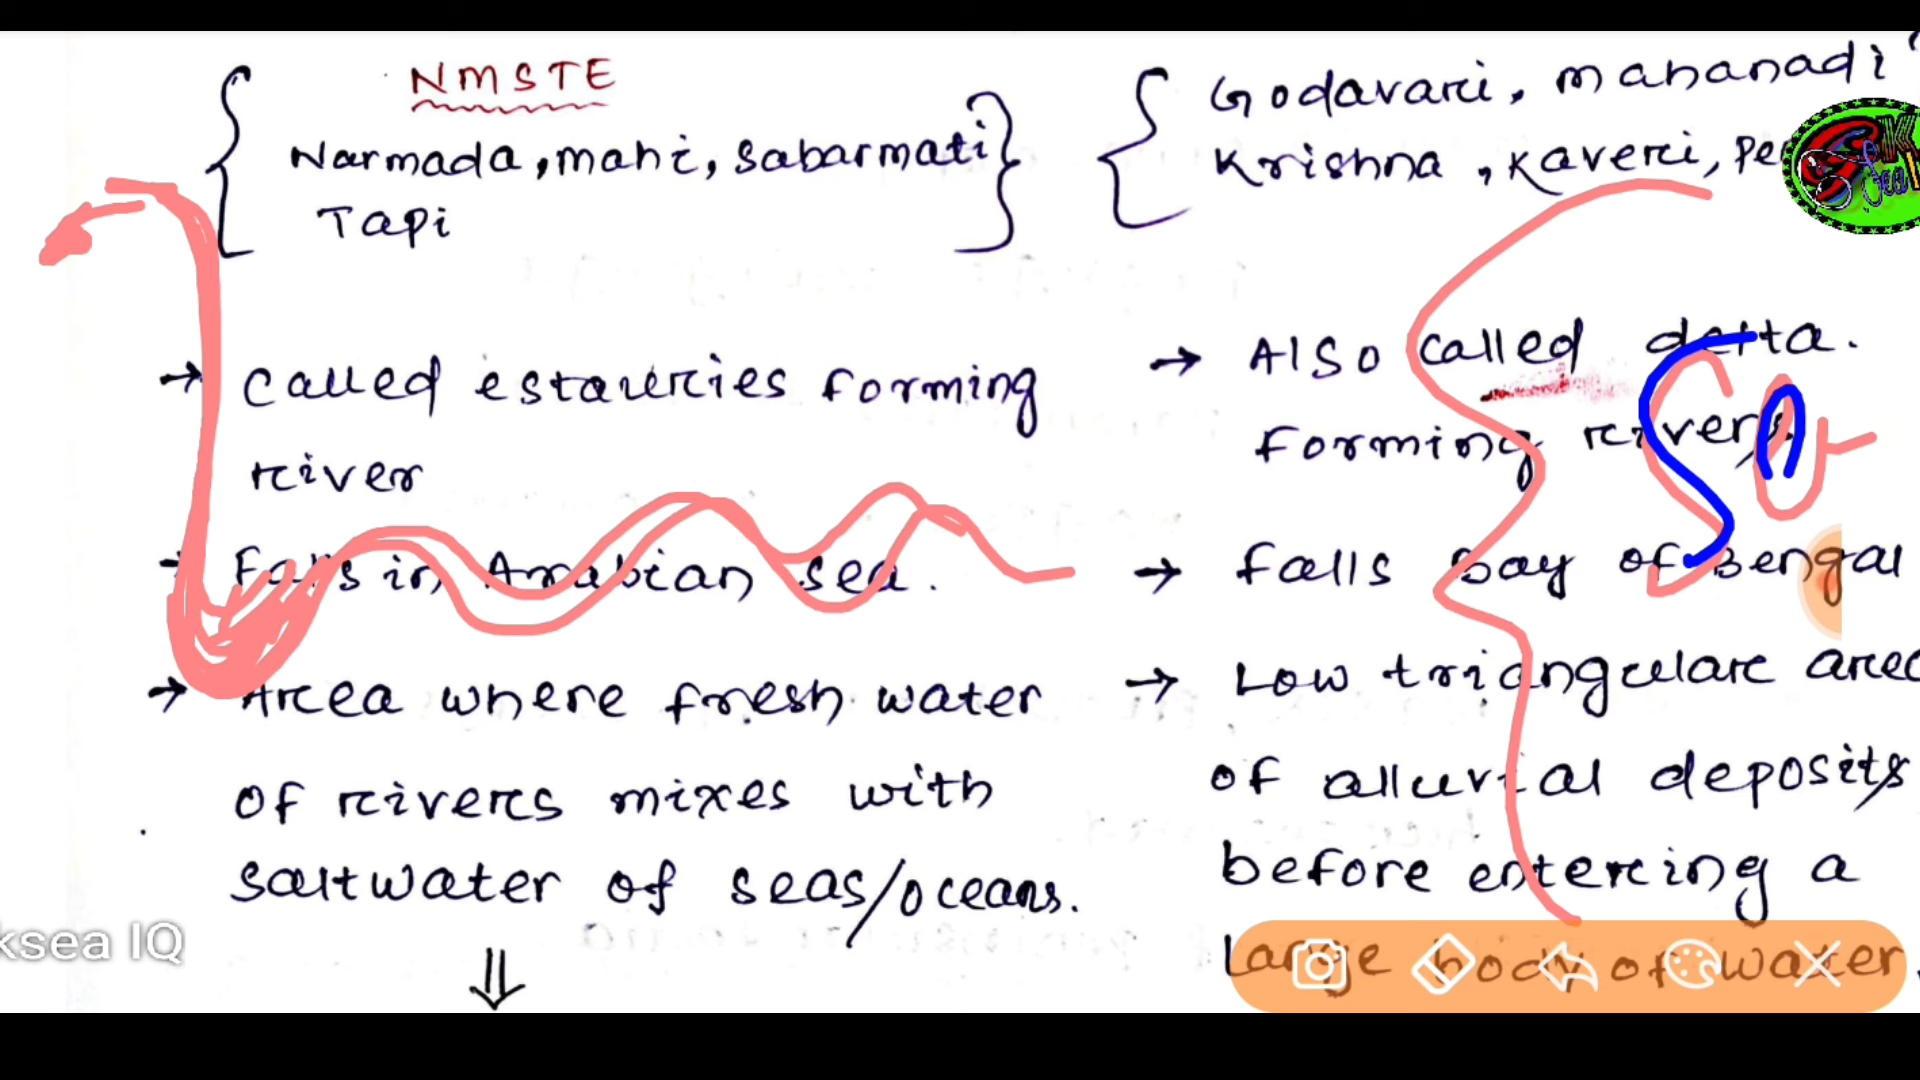 NMSTE
Narmada, mahi, Sabarmati
Tapi
→ Called estauries forming
river
Falls in Arabian sea.
→ Area where fresh water
of rivers mixes with
Saltwater of seas/oceans.
⇓
Godavari, mahanadi
Krishna, Kaveri, Pe
→ Also called delta.
forming rivers
→ falls Bay of Bengal
→ Low triangular area
of alluvial deposits
before entering a
large body of water.
ksea IQ